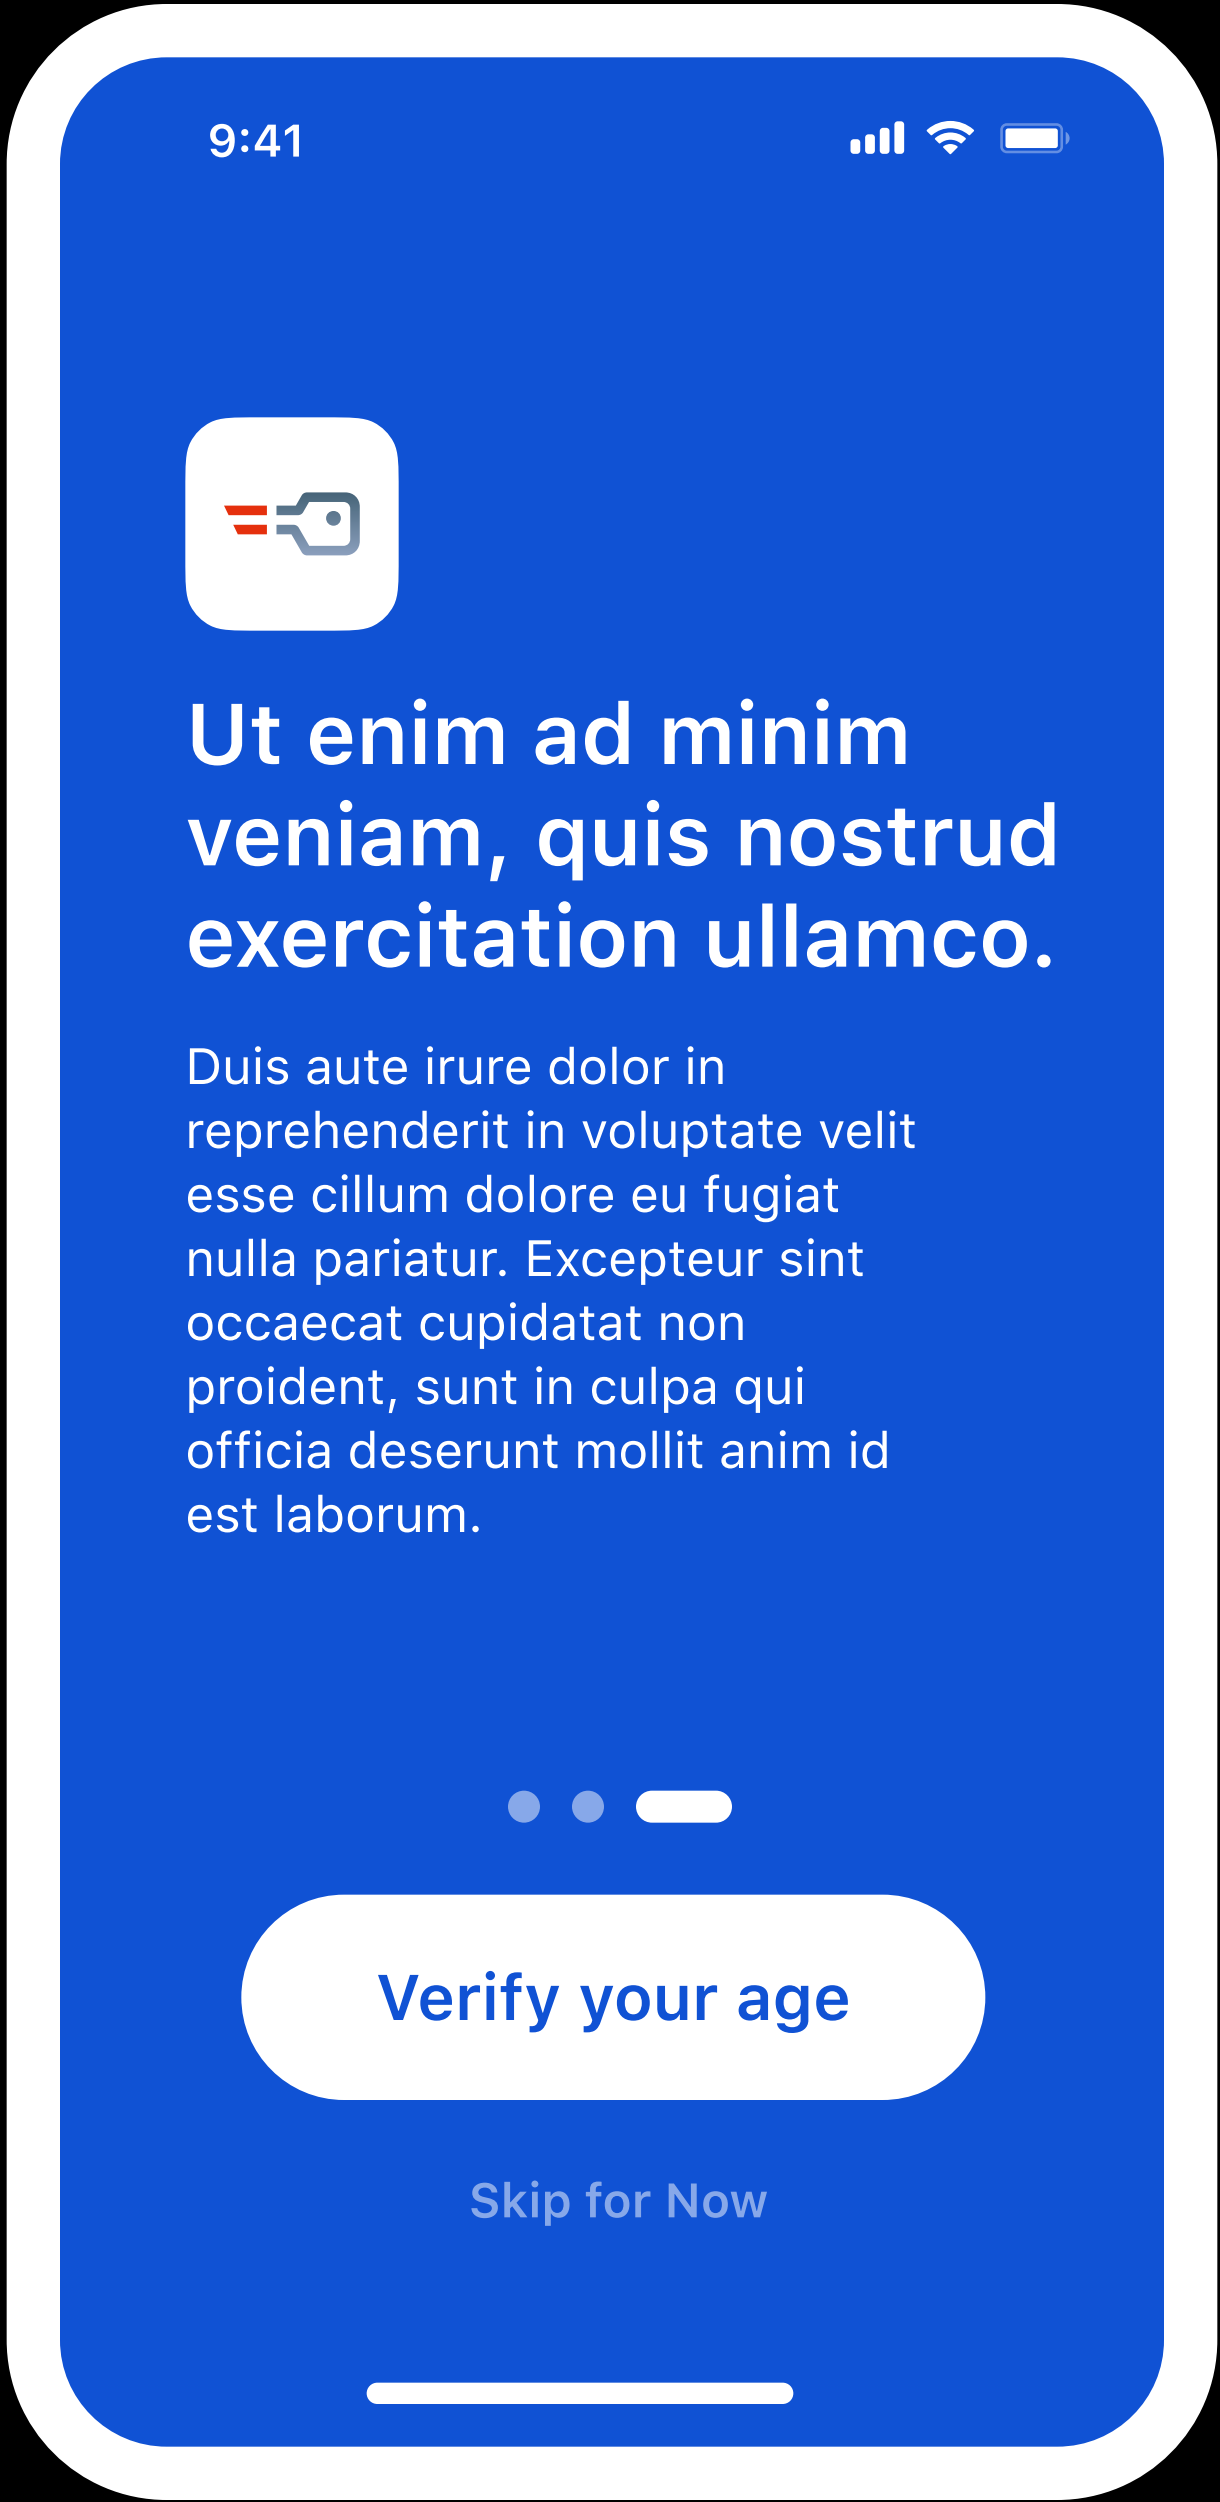 9:41
Ut enim ad minim
veniam, quis nostrud
exercitation ullamco.
Duis aute irure dolor in
reprehenderit in voluptate velit
esse cillum dolore eu fugiat
nulla pariatur. Excepteur sint
occaecat cupidatat non
proident, sunt in culpa qui
officia deserunt mollit anim id
est laborum.
Verify your age
Skip for Now